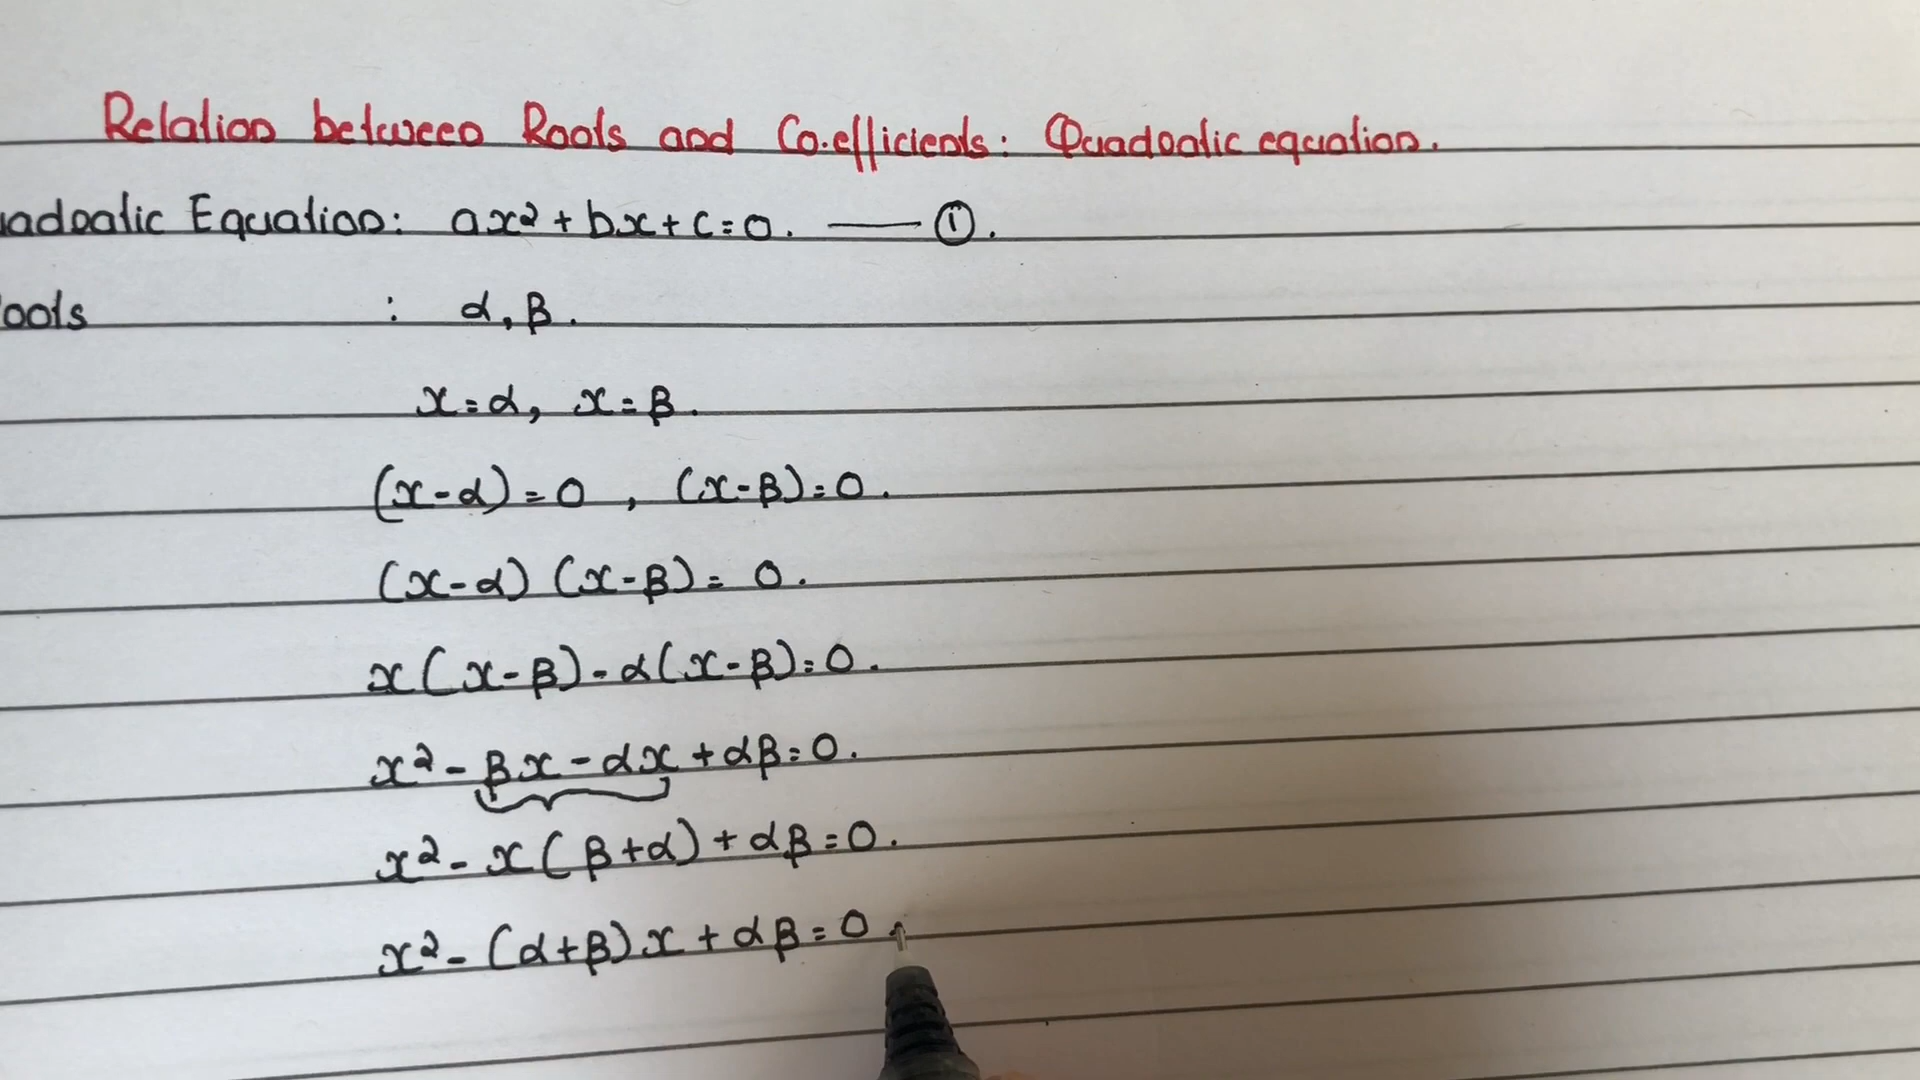 Relation between Roots and Co.efficients: Quadratic equation.
uadratic Equation: ax² + bx + c = 0. —— ①.
oots : α, β.
x = α, x = β.
(x - α) = 0 , (x - β) = 0.
(x - α) (x - β) = 0.
x (x - β) - α (x - β) = 0.
x² - βx - αx + αβ = 0.
x² - x (β + α) + αβ = 0.
x² - (α + β) x + αβ = 0